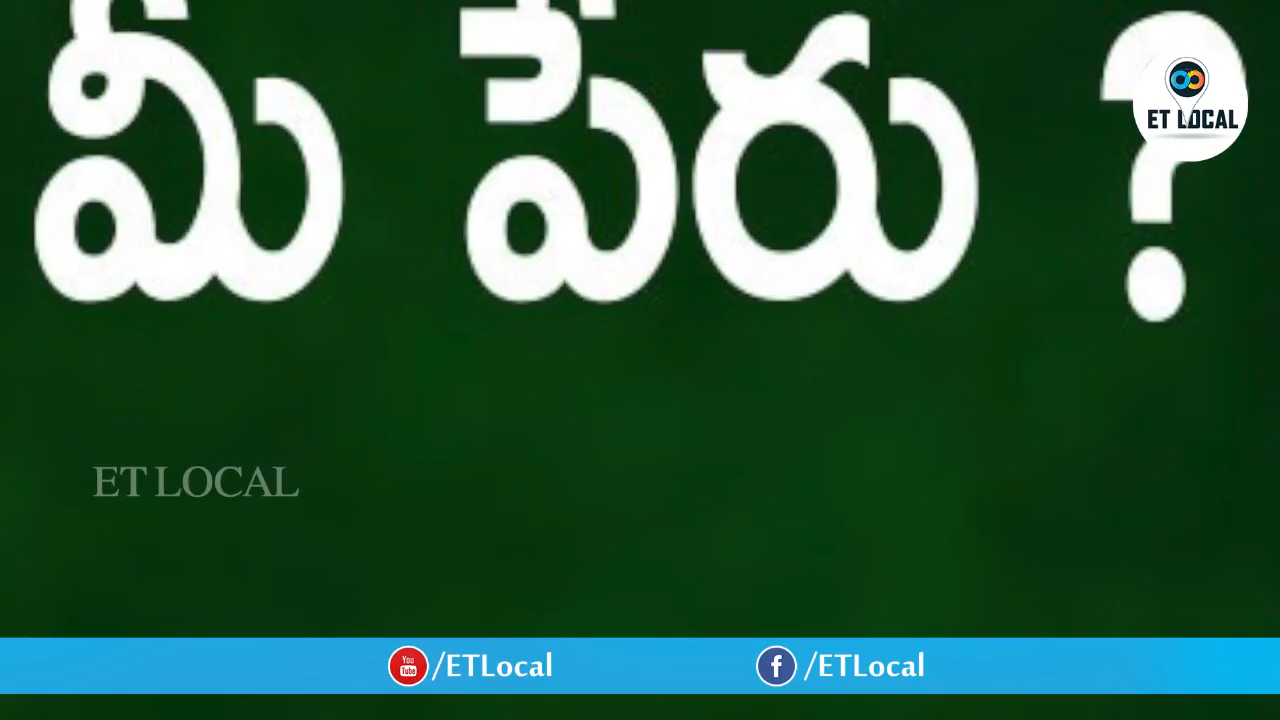 మీ పేరు ?
ET LOCAL
ET LOCAL
/ETLocal
/ETLocal